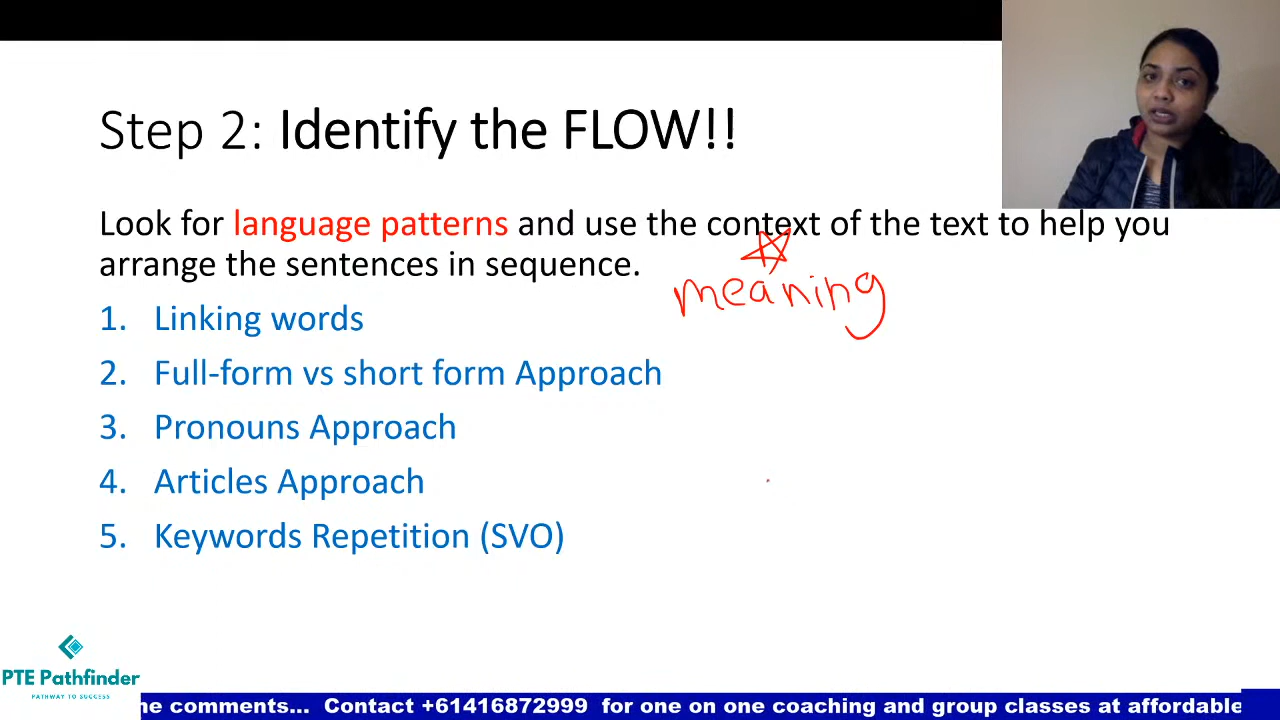 Step 2: Identify the FLOW!!
Look for language patterns and use the context of the text to help you
arrange the sentences in sequence.
meaning
1. Linking words
2. Full-form vs short form Approach
3. Pronouns Approach
4. Articles Approach
5. Keywords Repetition (SVO)
PTE Pathfinder
PATHWAY TO SUCCESS
comments... Contact +61416872999 for one on one coaching and group classes at affordable